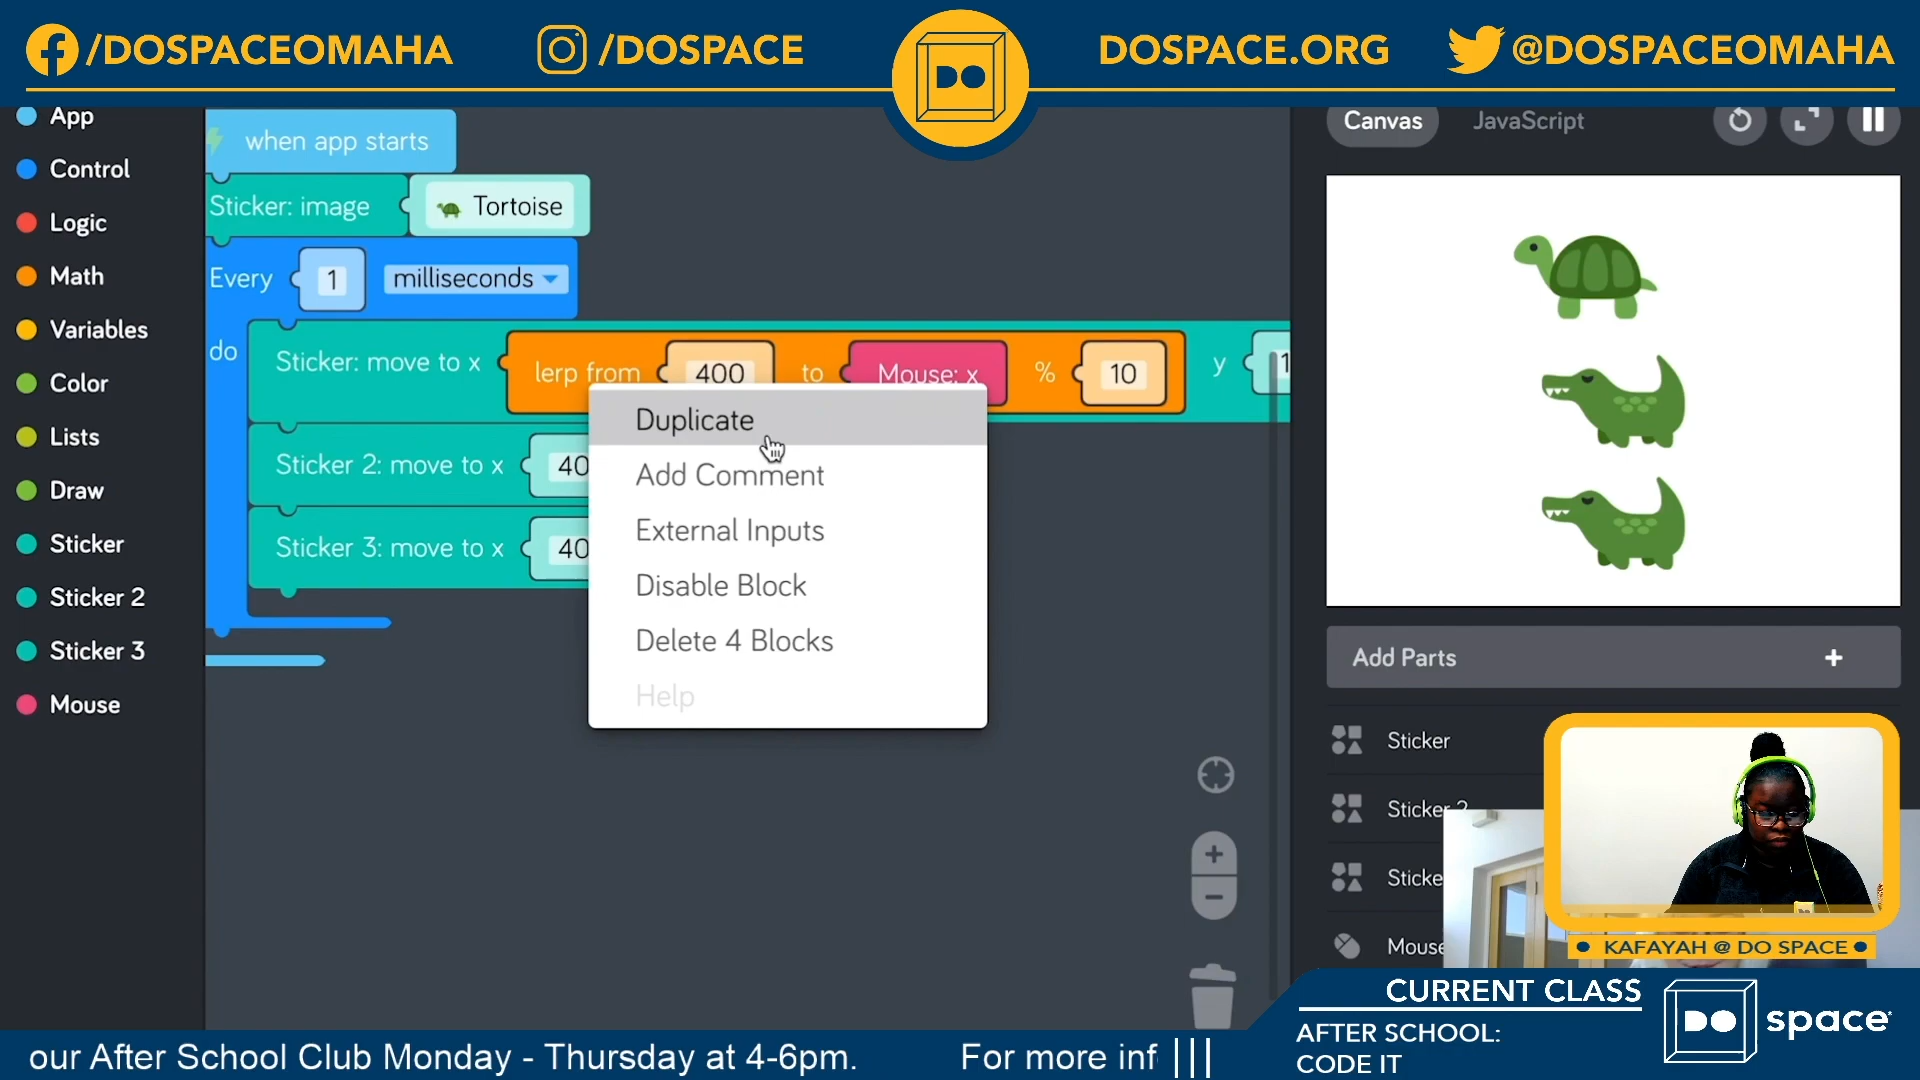 /DOSPACEOMAHA
/DOSPACE
DO
DOSPACE.ORG
@DOSPACEOMAHA
App
Control
Logic
Math
Variables
Color
Lists
Draw
Sticker
Sticker 2
Sticker 3
Mouse
when app starts
Sticker: image Tortoise
Every 1 milliseconds
do
Sticker: move to x lerp from 400 to Mouse: x % 10 y
Sticker 2: move to x
Sticker 3: move to x
Duplicate
Add Comment
External Inputs
Disable Block
Delete 4 Blocks
Help
Canvas JavaScript
Add Parts +
Sticker
Sticker 2
Mouse
KAFAYAH @ DO SPACE
CURRENT CLASS
AFTER SCHOOL:
CODE IT
DO space
our After School Club Monday - Thursday at 4-6pm. For more